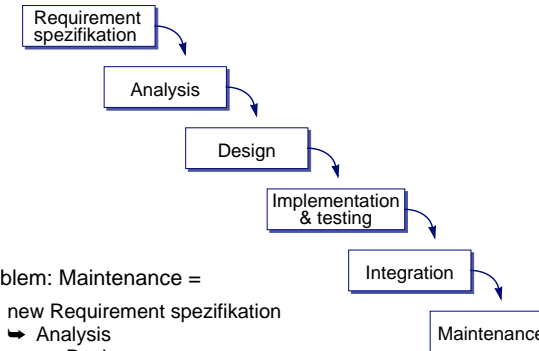 Requirement
spezifikation
Analysis
Design
Implementation
& testing
Integration
Maintenance
blem: Maintenance =
new Requirement spezifikation
➥ Analysis